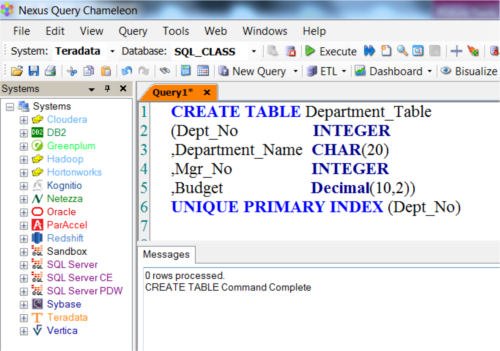 Nexus Query Chameleon
File Edit View Query Tools Web Windows Help
System: Teradata Database: SQL_CLASS Execute
New Query ETL Dashboard Bisualize
Systems
Query1*
Systems
Cloudera
DB2
Greenplum
Hadoop
Hortonworks
Kognitio
Netezza
Oracle
ParAccel
Redshift
Sandbox
SQL Server
SQL Server CE
SQL Server PDW
Sybase
Teradata
Vertica
1 CREATE TABLE Department_Table
2 (Dept_No INTEGER
3 ,Department_Name CHAR(20)
4 ,Mgr_No INTEGER
5 ,Budget Decimal(10,2))
6 UNIQUE PRIMARY INDEX (Dept_No)
7
Messages
0 rows processed.
CREATE TABLE Command Complete